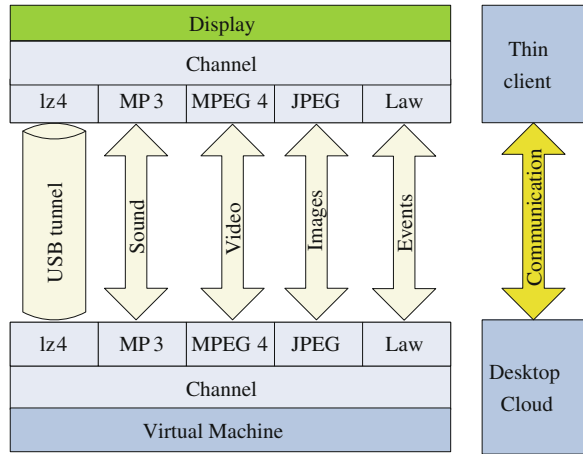 Display
Channel
lz4 MP 3 MPEG 4 JPEG Law
Thin
client
USB tunnel
Sound
Video
Images
Events
Communication
lz4 MP 3 MPEG 4 JPEG Law
Channel
Virtual Machine
Desktop
Cloud